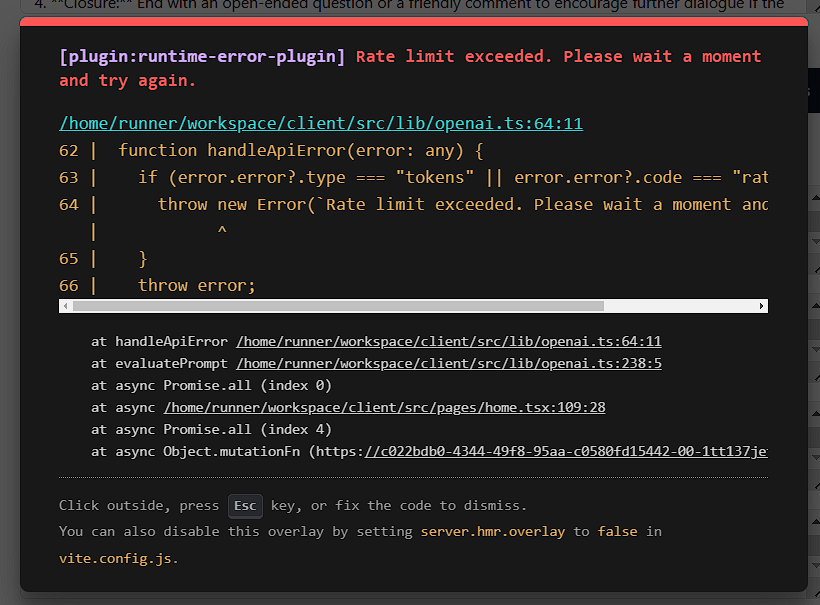 4. **Closure:** End with an open-ended question or a friendly comment to encourage further dialogue if the
[plugin:runtime-error-plugin] Rate limit exceeded. Please wait a moment
and try again.
/home/runner/workspace/client/src/lib/openai.ts:64:11
62 | function handleApiError(error: any) {
63 | if (error.error?.type === "tokens" || error.error?.code === "rat
64 | throw new Error(`Rate limit exceeded. Please wait a moment and
| ^
65 | }
66 | throw error;
at handleApiError /home/runner/workspace/client/src/lib/openai.ts:64:11
at evaluatePrompt /home/runner/workspace/client/src/lib/openai.ts:238:5
at async Promise.all (index 0)
at async /home/runner/workspace/client/src/pages/home.tsx:109:28
at async Promise.all (index 4)
at async Object.mutationFn (https://c022bdb0-4344-49f8-95aa-c0580fd15442-00-1tt137je
Click outside, press Esc key, or fix the code to dismiss.
You can also disable this overlay by setting server.hmr.overlay to false in
vite.config.js.